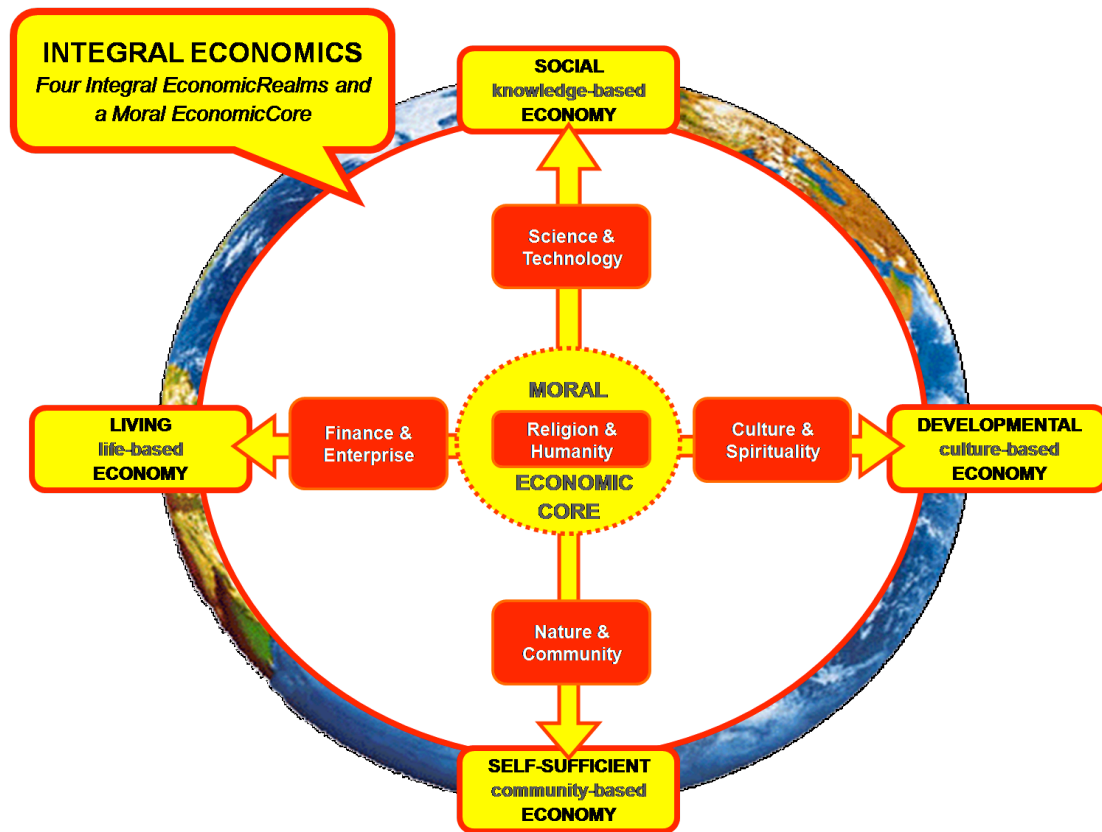 INTEGRAL ECONOMICS
Four Integral EconomicRealms and
a Moral EconomicCore
SOCIAL
knowledge-based
ECONOMY
Science &
Technology
LIVING
life-based
ECONOMY
Finance &
Enterprise
MORAL
Religion &
Humanity
ECONOMIC
CORE
Culture &
Spirituality
DEVELOPMENTAL
culture-based
ECONOMY
Nature &
Community
SELF-SUFFICIENT
community-based
ECONOMY